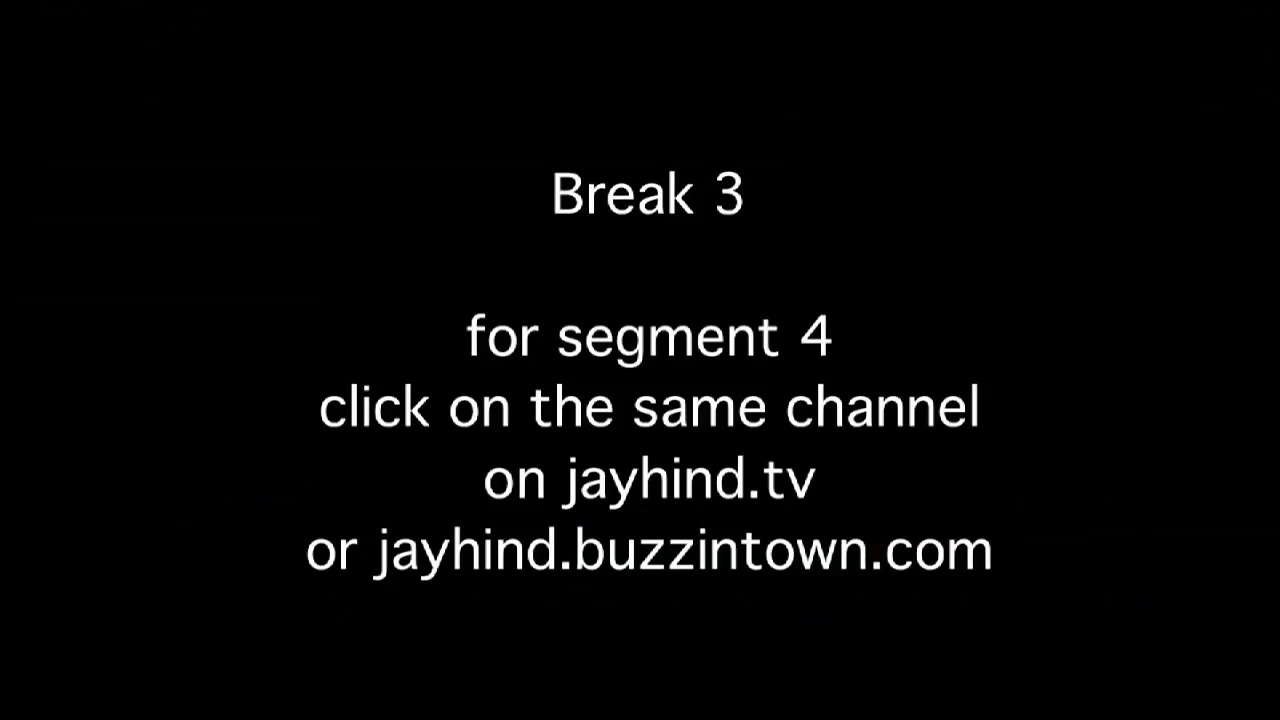 Break 3
for segment 4
click on the same channel
on jayhind.tv
or jayhind.buzzintown.com